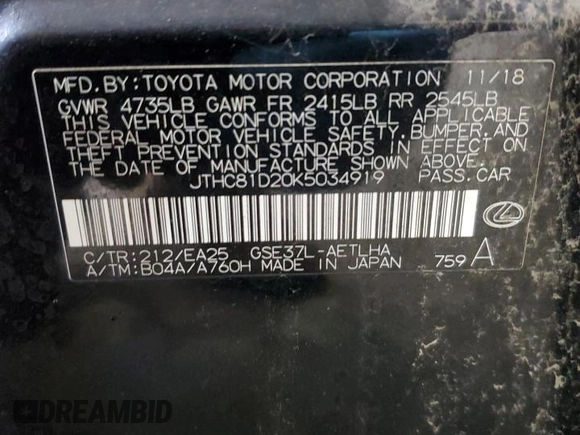 MFD. BY: TOYOTA MOTOR CORPORATION 11/18
GVWR 4735LB GAWR FR 2415LB RR 2545LB
THIS VEHICLE CONFORMS TO ALL APPLICABLE
FEDERAL MOTOR VEHICLE SAFETY, BUMPER, AND
THEFT PREVENTION STANDARDS IN EFFECT ON
THE DATE OF MANUFACTURE SHOWN ABOVE.
JTHC81D20K5034919 PASS. CAR
C/TR: 212/EA25 GSE37L-AETLHA
A/TM: B04A/A760H MADE IN JAPAN 759 A
DREAMBID